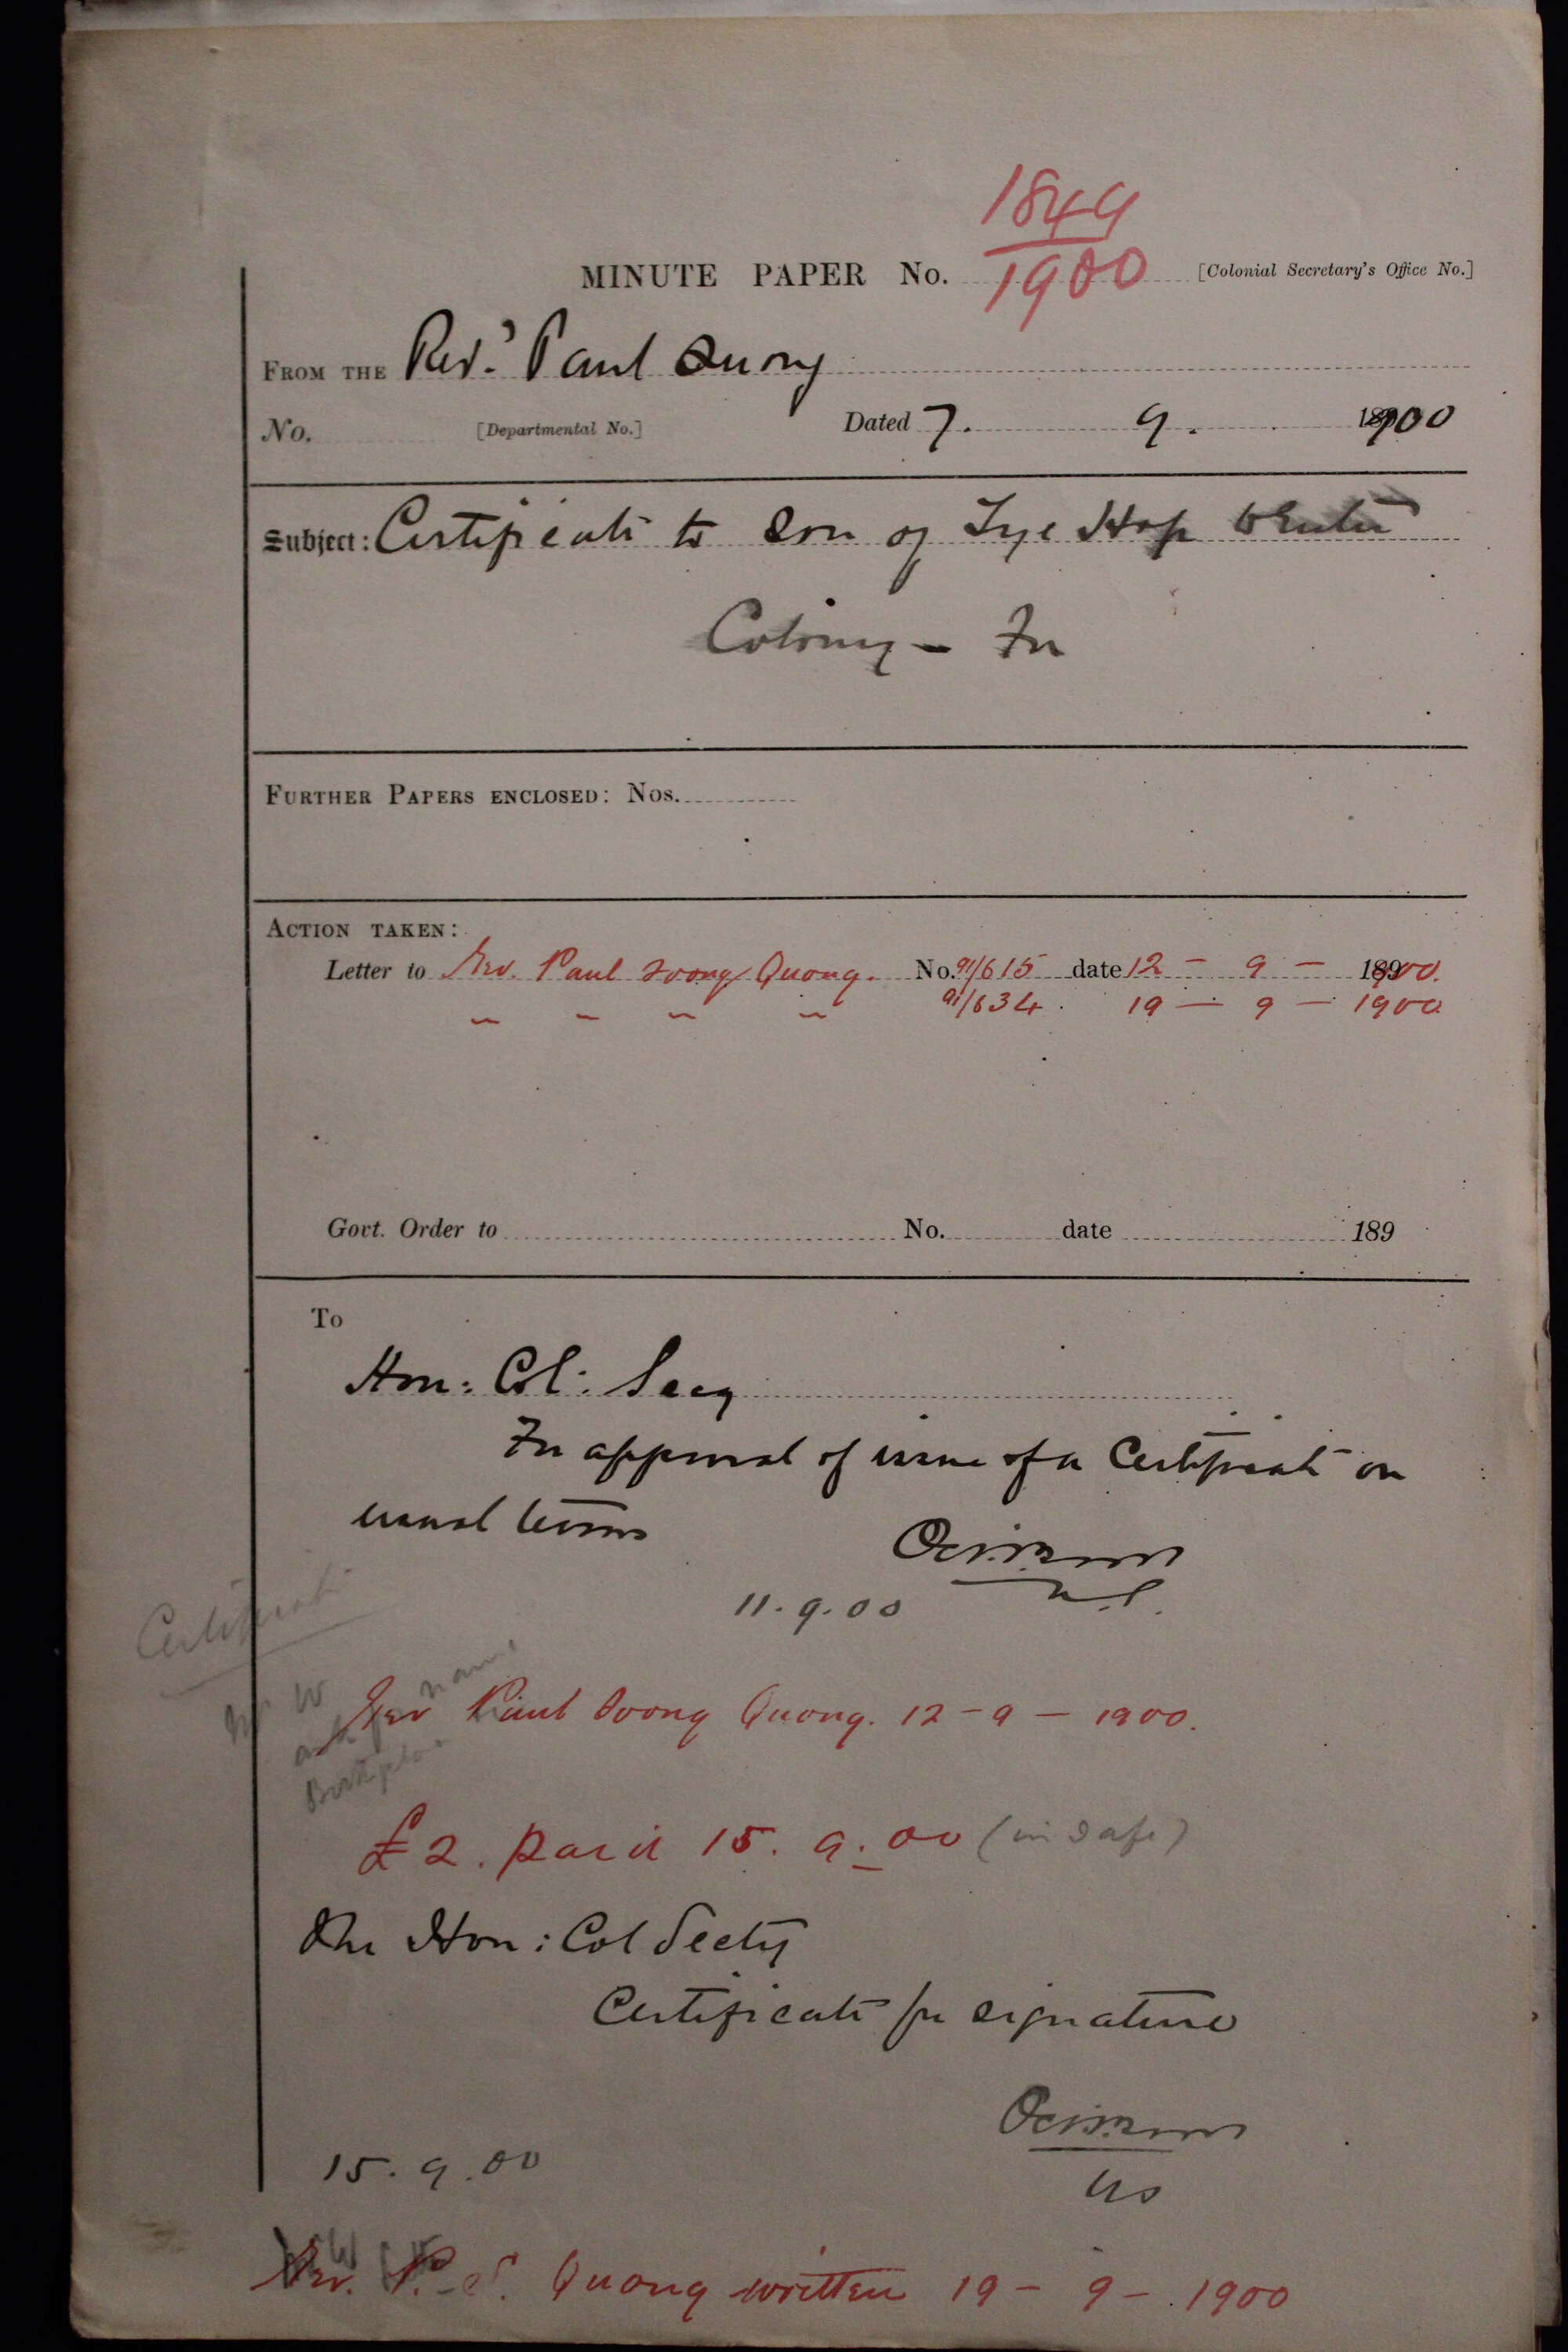 1849
1900
MINUTE PAPER No. [Colonial Secretary's Office No.]
FROM THE Revd. Paul Quong
No. [Departmental No.] Dated 7. 9. 1900
Subject: Certificate to Son of Tye Hop to Enter
Colony - For
FURTHER PAPERS ENCLOSED: Nos.
ACTION TAKEN:
Letter to Rev. Paul Soong Quong. No. 91/615 date 12 - 9 - 1900.
" " " " 91/634. 19 - 9 - 1900
Govt. Order to No. date 189
To
Hon: Col: Secy
For approval of issue of a Certificate on
usual terms
11.9.00
Certificate
name
Rev Paul Soong Quong. 12-9-1900.
Birthplace
£2. paid 15.9.00 (in Safe)
The Hon: Col Secty
Certificate for signature
15.9.00
US
Rev. P. S. Quong written 19-9-1900